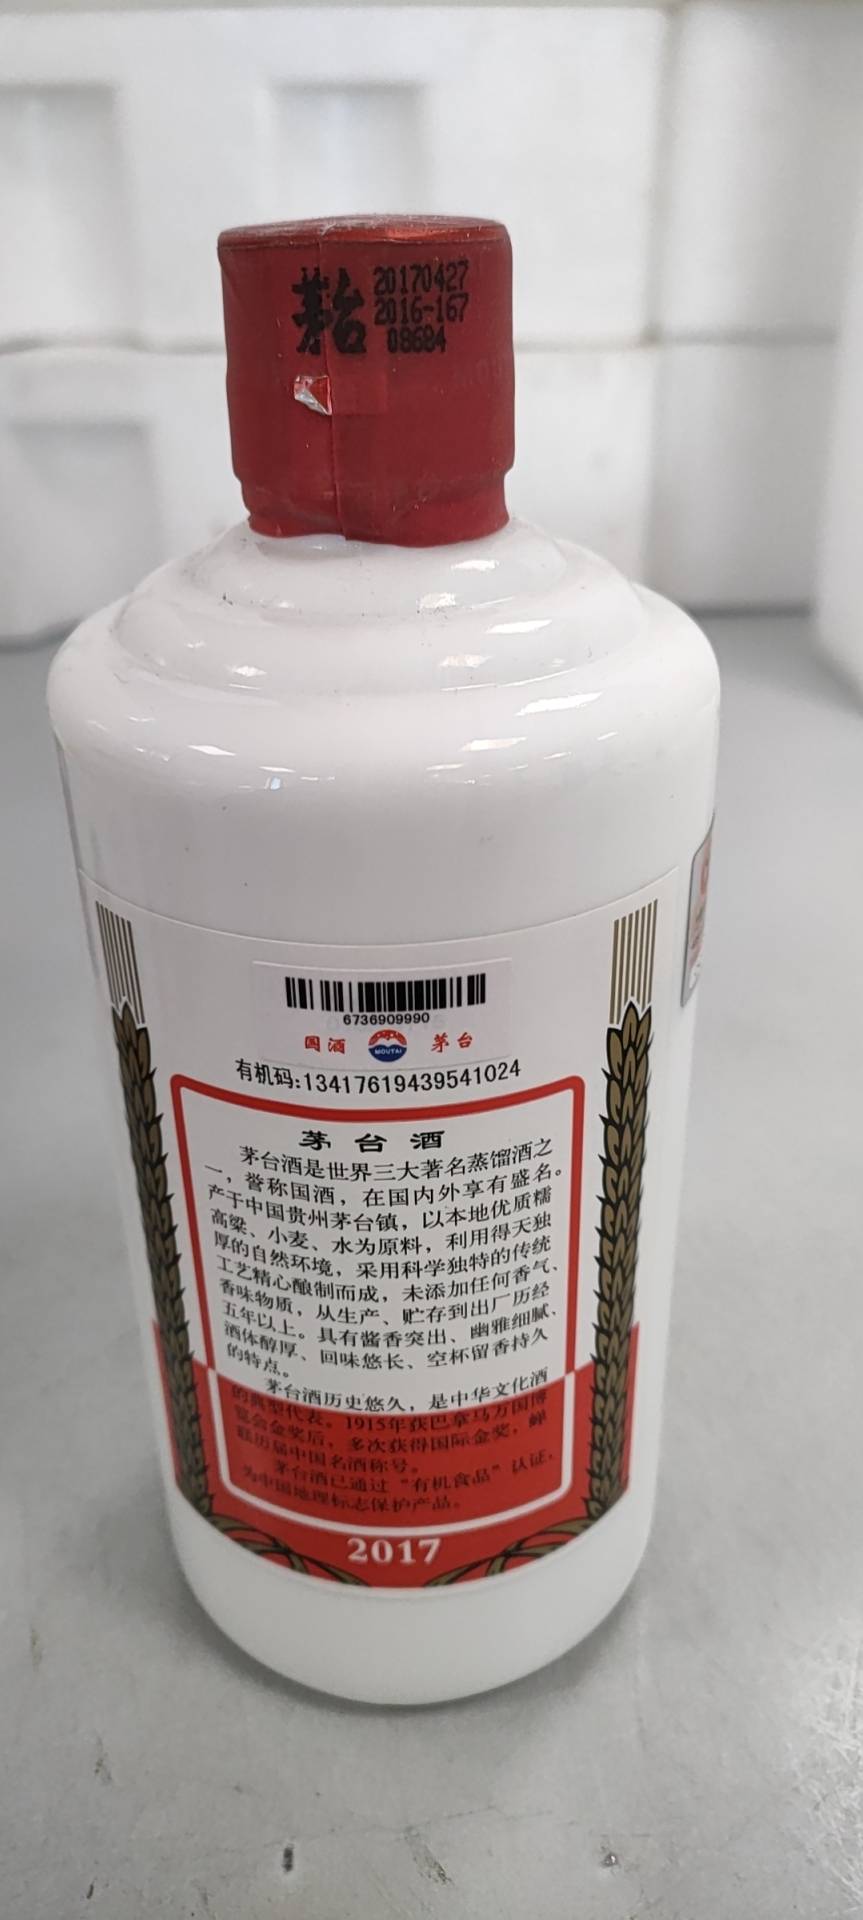 茅台
20170427
2016-167
08684
6736909990
国酒
MOUTAI
茅台
有机码:13417619439541024
茅台酒
茅台酒是世界三大著名蒸馏酒之
一，誉称国酒，在国内外享有盛名。
产于中国贵州茅台镇，以本地优质糯
高粱、小麦、水为原料，利用得天独
厚的自然环境，采用科学独特的传统
工艺精心酿制而成，未添加任何香气、
香味物质，从生产、贮存到出厂历经
五年以上。具有酱香突出、幽雅细腻、
酒体醇厚、回味悠长、空杯留香持久
的特点。
茅台酒历史悠久，是中华文化酒
的典型代表。1915年获巴拿马万国博
览会金奖后，多次获得国际金奖，蝉
联历届中国名酒称号。
茅台酒已通过“有机食品”认证，
为中国地理标志保护产品。
2017